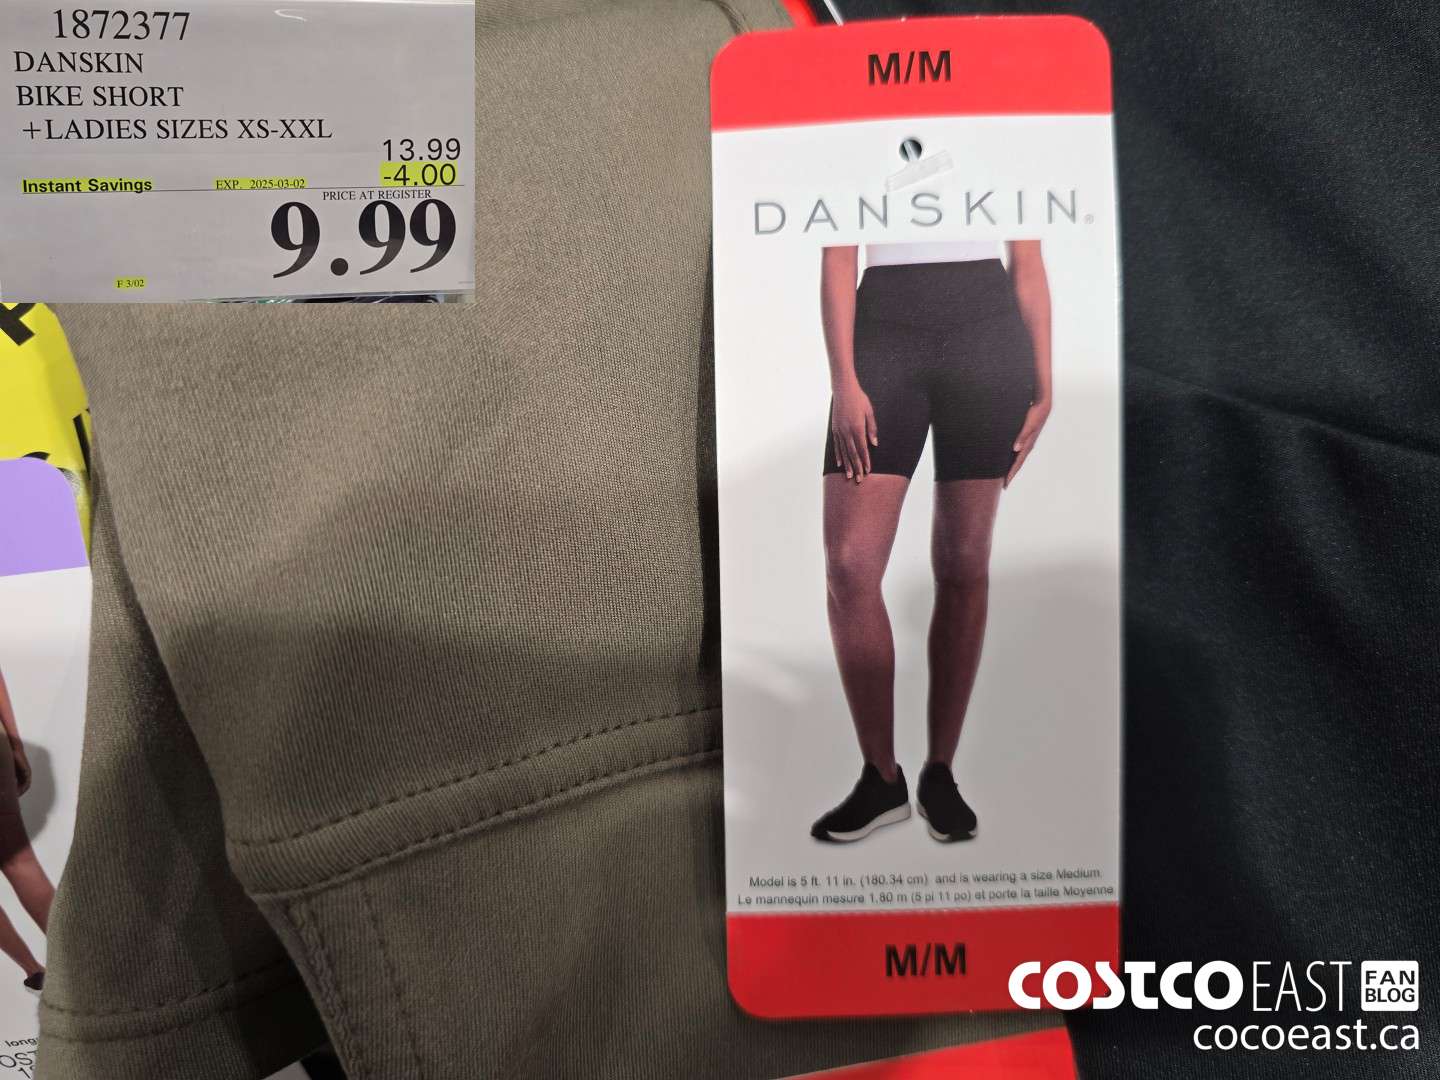 1872377
DANSKIN
BIKE SHORT
+LADIES SIZES XS-XXL
13.99
Instant Savings EXP. 2025-03-02 -4.00
PRICE AT REGISTER
9.99
F 3/02
M/M
DANSKIN®
Model is 5 ft. 11 in. (180.34 cm) and is wearing a size Medium.
Le mannequin mesure 1.80 m (5 pi 11 po) et porte la taille Moyenne
M/M
long
COSTCO EAST FAN BLOG
cocoeast.ca